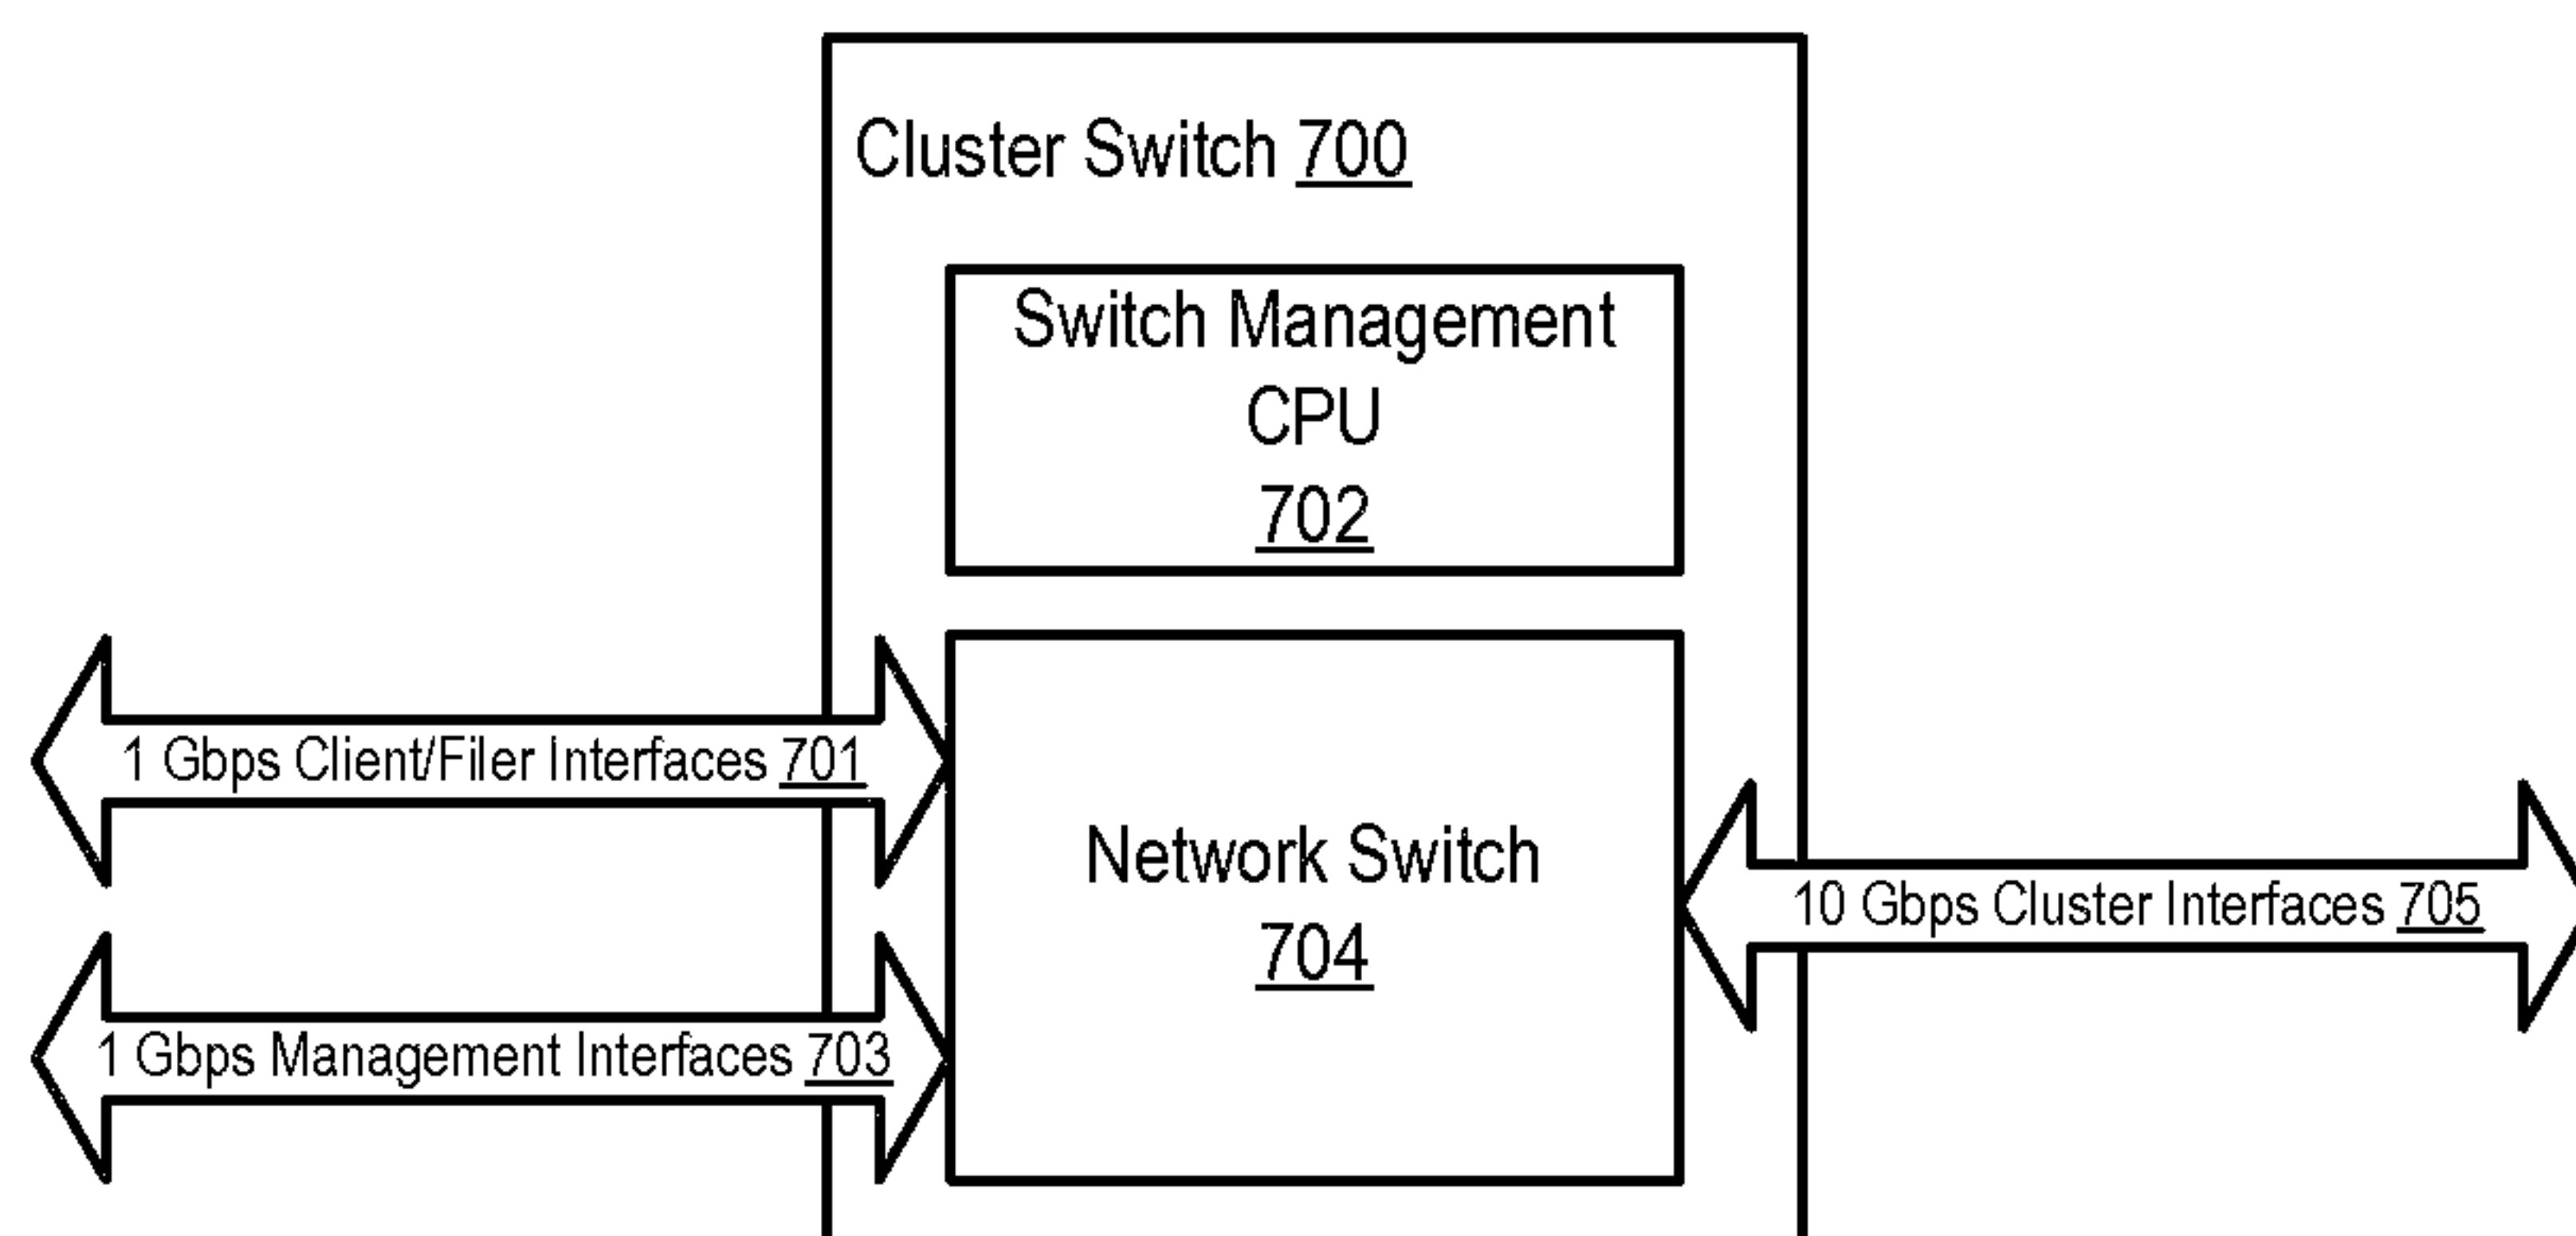 Cluster Switch 700
Switch Management
CPU
702
1 Gbps Client/Filer Interfaces 701
Network Switch
704
10 Gbps Cluster Interfaces 705
1 Gbps Management Interfaces 703